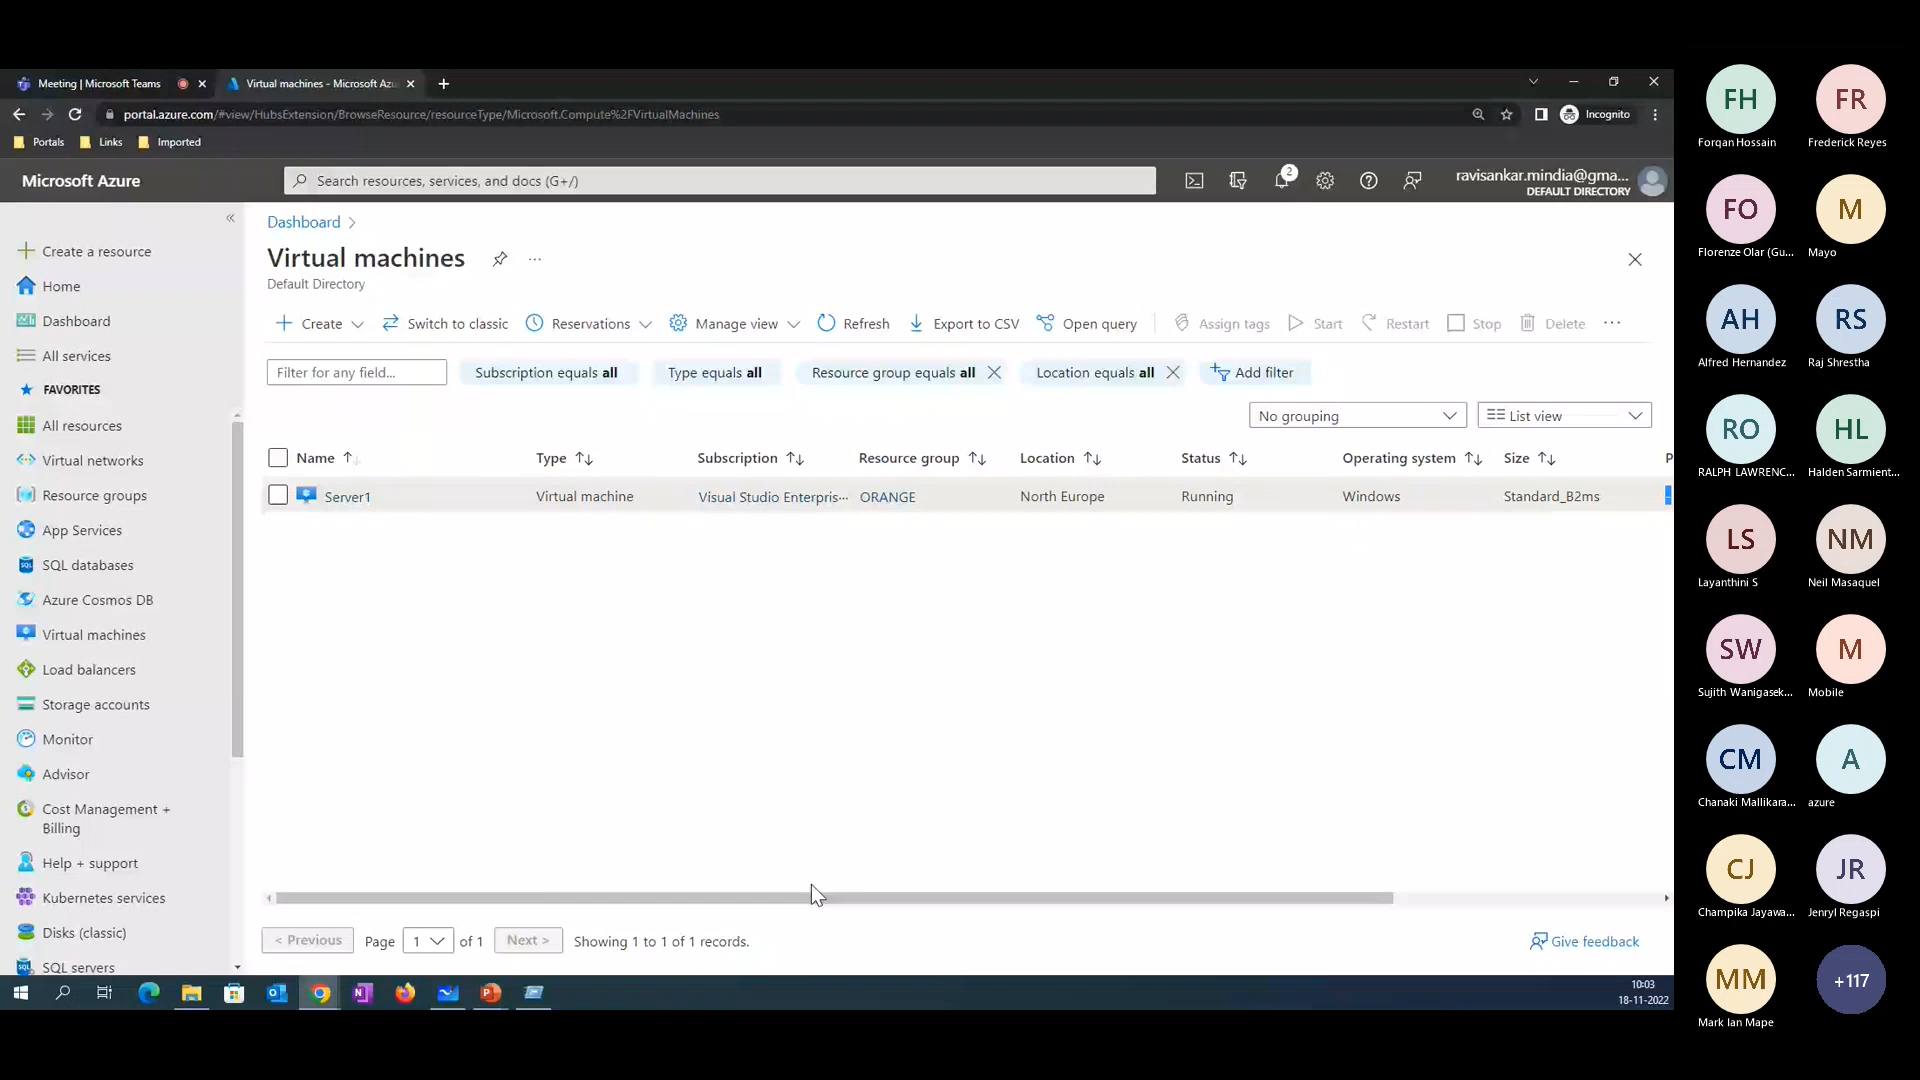 Meeting | Microsoft Teams
Virtual machines - Microsoft Azu
portal.azure.com/#view/HubsExtension/BrowseResource/resourceType/Microsoft.Compute%2FVirtualMachines
Incognito
Portals Links Imported
Microsoft Azure
Search resources, services, and docs (G+/)
2
ravisankar.mindia@gma...
DEFAULT DIRECTORY
Create a resource
Home
Dashboard
All services
FAVORITES
All resources
Virtual networks
Resource groups
App Services
SQL databases
Azure Cosmos DB
Virtual machines
Load balancers
Storage accounts
Monitor
Advisor
Cost Management +
Billing
Help + support
Kubernetes services
Disks (classic)
SQL servers
Dashboard >
Virtual machines
Default Directory
Create Switch to classic Reservations Manage view Refresh Export to CSV Open query Assign tags Start Restart Stop Delete
Filter for any field... Subscription equals all Type equals all Resource group equals all Location equals all Add filter
No grouping List view
Name Type Subscription Resource group Location Status Operating system Size P
Server1 Virtual machine Visual Studio Enterpris... ORANGE North Europe Running Windows Standard_B2ms
< Previous Page 1 of 1 Next > Showing 1 to 1 of 1 records. Give feedback
10:03
18-11-2022
FH FR
Forqan Hossain Frederick Reyes
FO M
Florenze Olar (Gu... Mayo
AH RS
Alfred Hernandez Raj Shrestha
RO HL
RALPH LAWRENC... Halden Sarmient...
LS NM
Layanthini S Neil Masaquel
SW M
Sujith Wanigasek... Mobile
CM A
Chanaki Mallikara... azure
CJ JR
Champika Jayawa... Jenryl Regaspi
MM +117
Mark Ian Mape